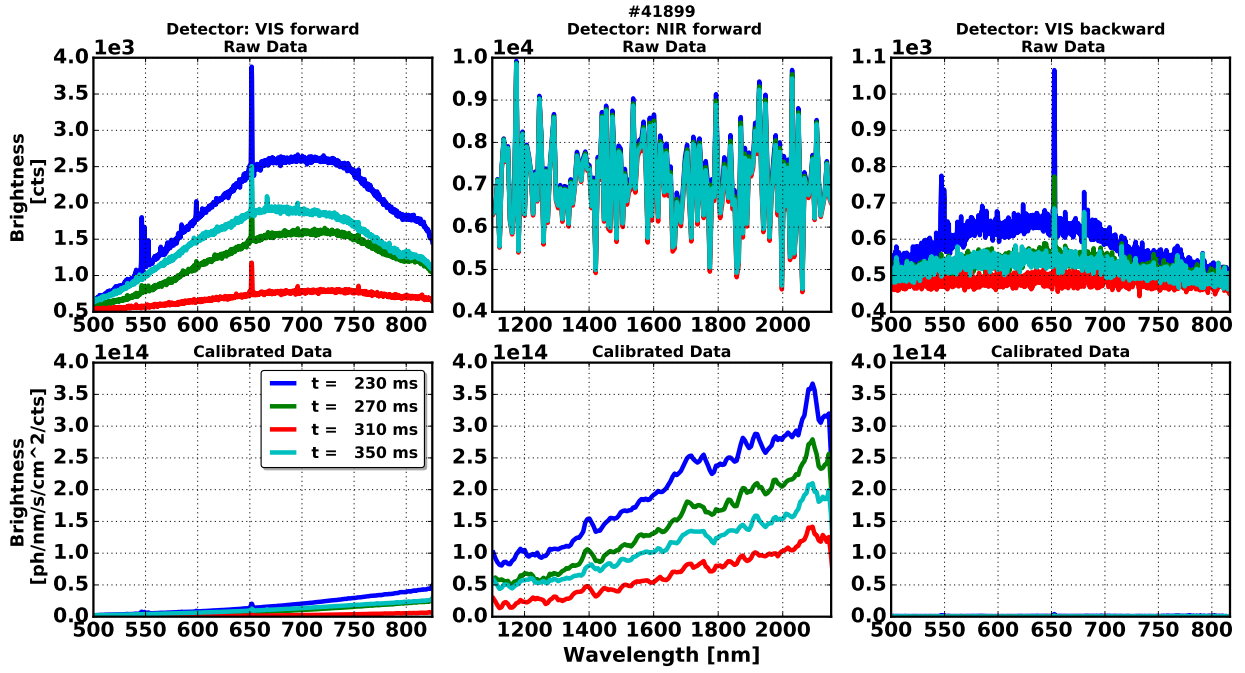 #41899
Detector: VIS forward
Raw Data
Detector: NIR forward
Raw Data
Detector: VIS backward
Raw Data
1e3
4.0
3.5
3.0
2.5
2.0
1.5
1.0
0.5
500 550 600 650 700 750 800
Brightness
[cts]
1e4
1.0
0.9
0.8
0.7
0.6
0.5
0.4
1200 1400 1600 1800 2000
1e3
1.1
1.0
0.9
0.8
0.7
0.6
0.5
0.4
500 550 600 650 700 750 800
Calibrated Data
1e14
4.0
3.5
3.0
2.5
2.0
1.5
1.0
0.5
0.0
500 550 600 650 700 750 800
Brightness
[ph/nm/s/cm^2/cts]
t = 230 ms
t = 270 ms
t = 310 ms
t = 350 ms
Calibrated Data
1e14
4.0
3.5
3.0
2.5
2.0
1.5
1.0
0.5
0.0
1200 1400 1600 1800 2000
Wavelength [nm]
Calibrated Data
1e14
4.0
3.5
3.0
2.5
2.0
1.5
1.0
0.5
0.0
500 550 600 650 700 750 800